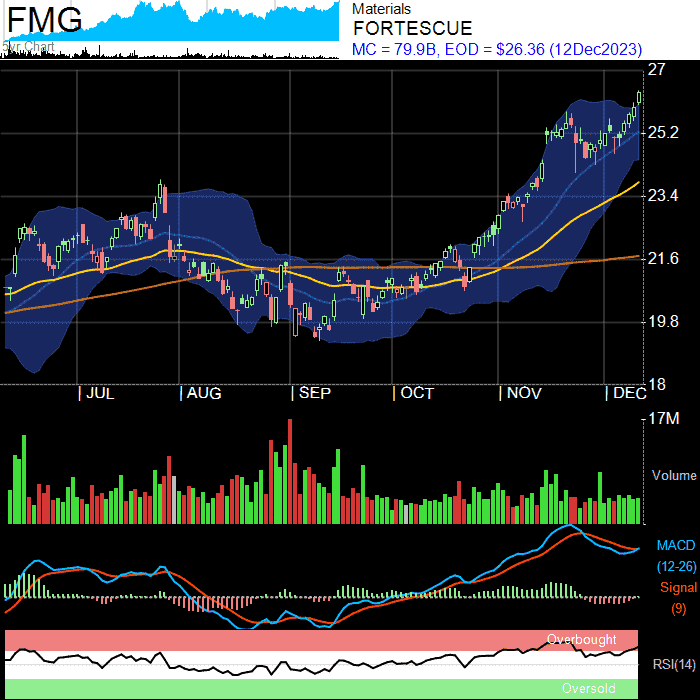 FMG
5yr Chart
Materials
FORTESCUE
MC = 79.9B, EOD = $26.36 (12Dec2023)
27
25.2
23.4
21.6
19.8
18
| JUL | AUG | SEP | OCT | NOV | DEC
17M
Volume
MACD
(12-26)
Signal
(9)
Overbought
RSI(14)
Oversold